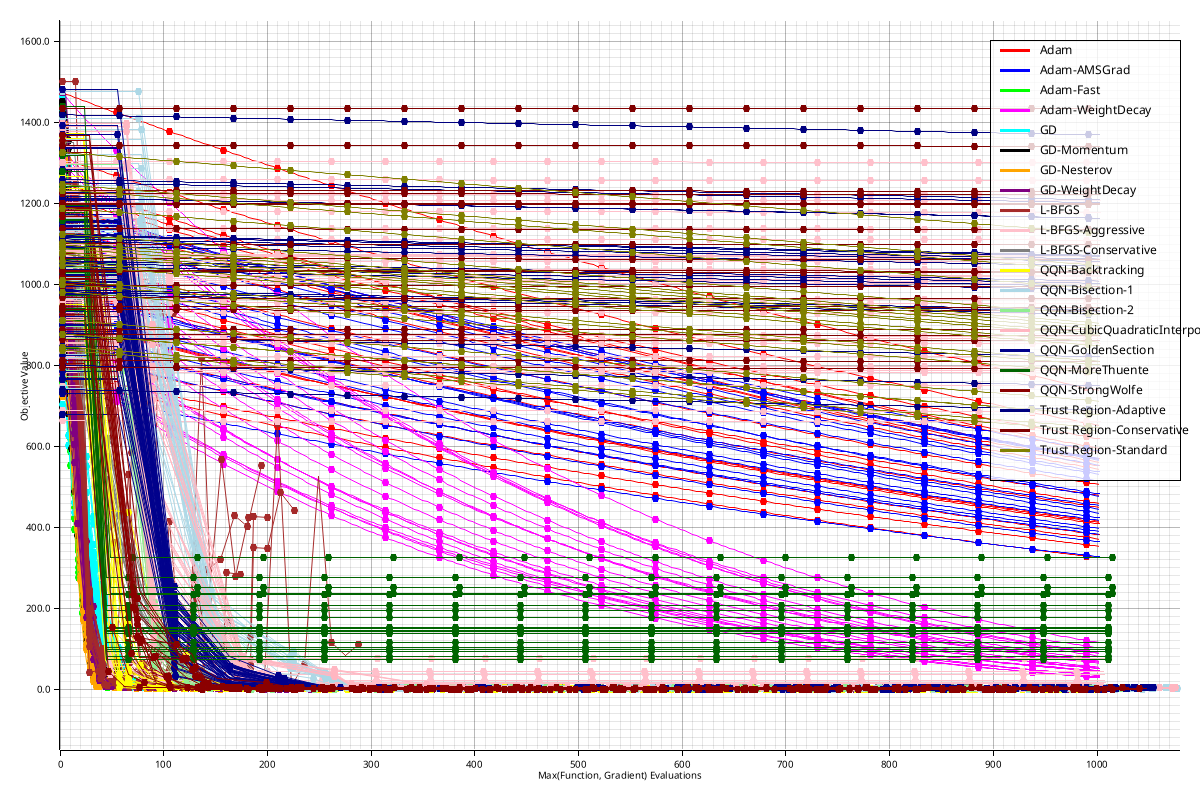 1600.0
1400.0
1200.0
1000.0
800.0
600.0
400.0
200.0
0.0
Objective Value
0
100
200
300
400
500
600
700
800
900
1000
Max(Function, Gradient) Evaluations
Adam
Adam-AMSGrad
Adam-Fast
Adam-WeightDecay
GD
GD-Momentum
GD-Nesterov
GD-WeightDecay
L-BFGS
L-BFGS-Aggressive
L-BFGS-Conservative
QQN-Backtracking
QQN-Bisection-1
QQN-Bisection-2
QQN-CubicQuadraticInterpo
QQN-GoldenSection
QQN-MoreThuente
QQN-StrongWolfe
Trust Region-Adaptive
Trust Region-Conservative
Trust Region-Standard